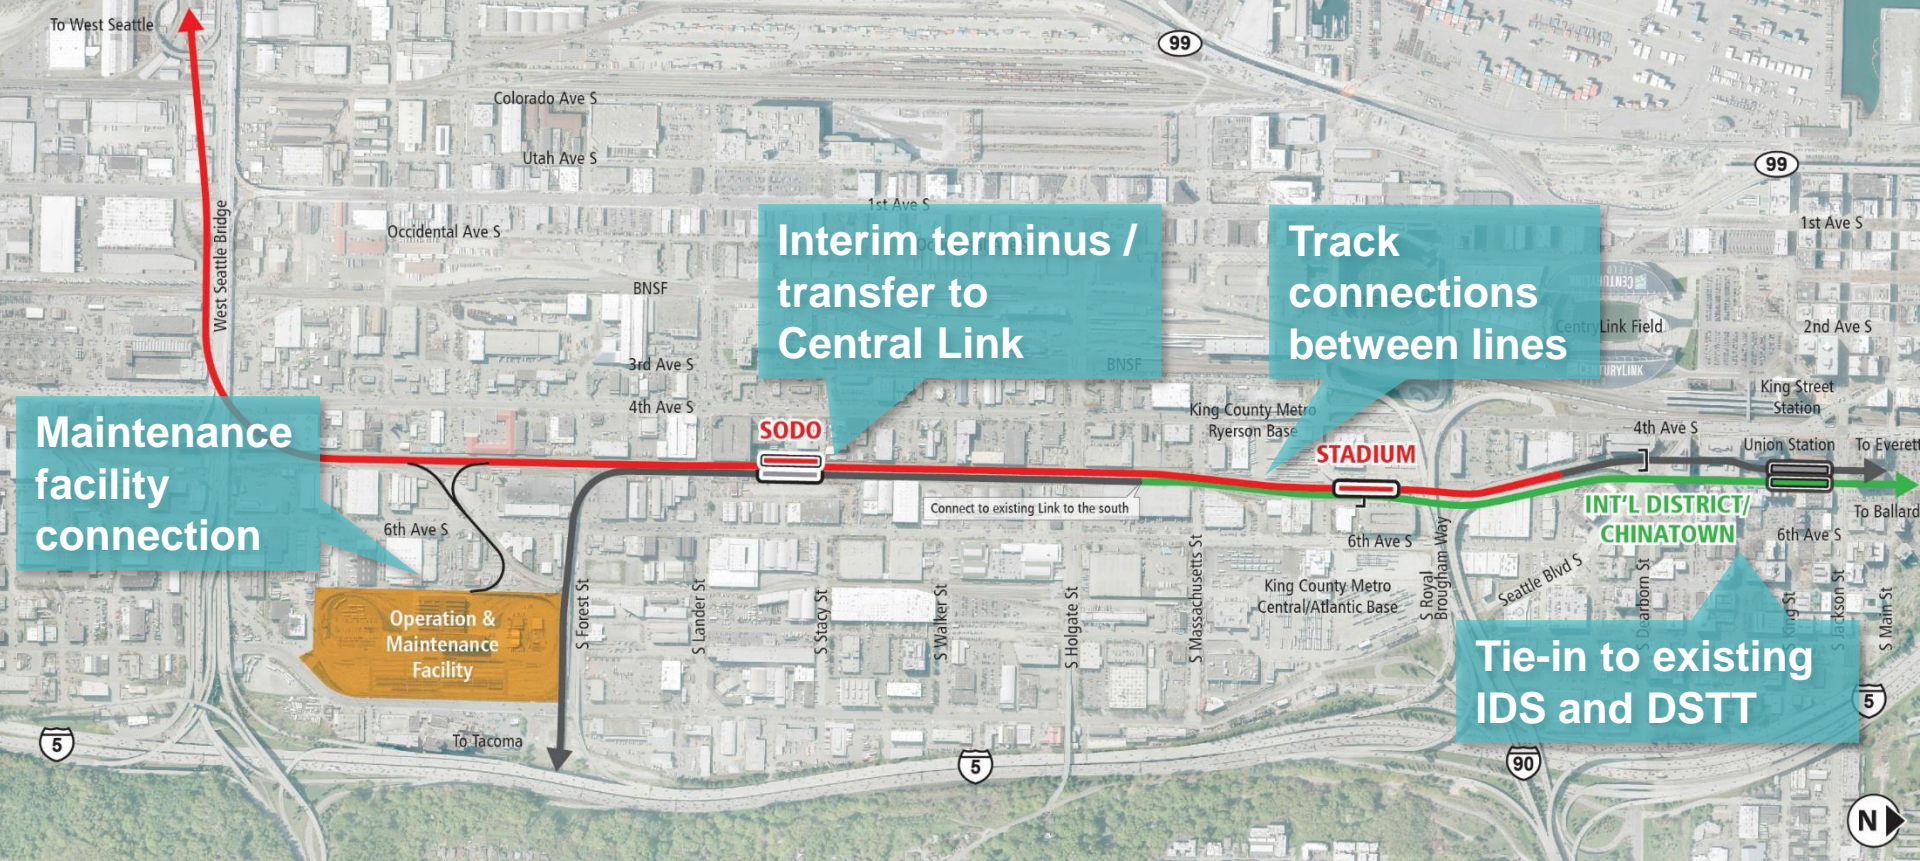 To West Seattle
99
Colorado Ave S
Utah Ave S
99
1st Ave S
1st Ave S
Occidental Ave S
West Seattle Bridge
Interim terminus /
transfer to
Central Link
Track
connections
between lines
CENTURYLINK
FIELD
BNSF
CentryLink Field
2nd Ave S
3rd Ave S
BNSF
CENTURYLINK
King Street
Station
4th Ave S
King County Metro
Ryerson Base
4th Ave S
Maintenance
facility
connection
SODO
STADIUM
Union Station
To Everett
Connect to existing Link to the south
INT'L DISTRICT/
CHINATOWN
To Ballard
6th Ave S
6th Ave S
6th Ave S
S Forest St
S Lander St
S Stacy St
S Walker St
S Holgate St
S Massachusetts St
King County Metro
Central/Atlantic Base
S Royal
Brougham Way
Seattle Blvd S
S Dearborn St
S King St
S Jackson St
S Main St
Operation &
Maintenance
Facility
Tie-in to existing
IDS and DSTT
To Tacoma
5
5
5
90
N